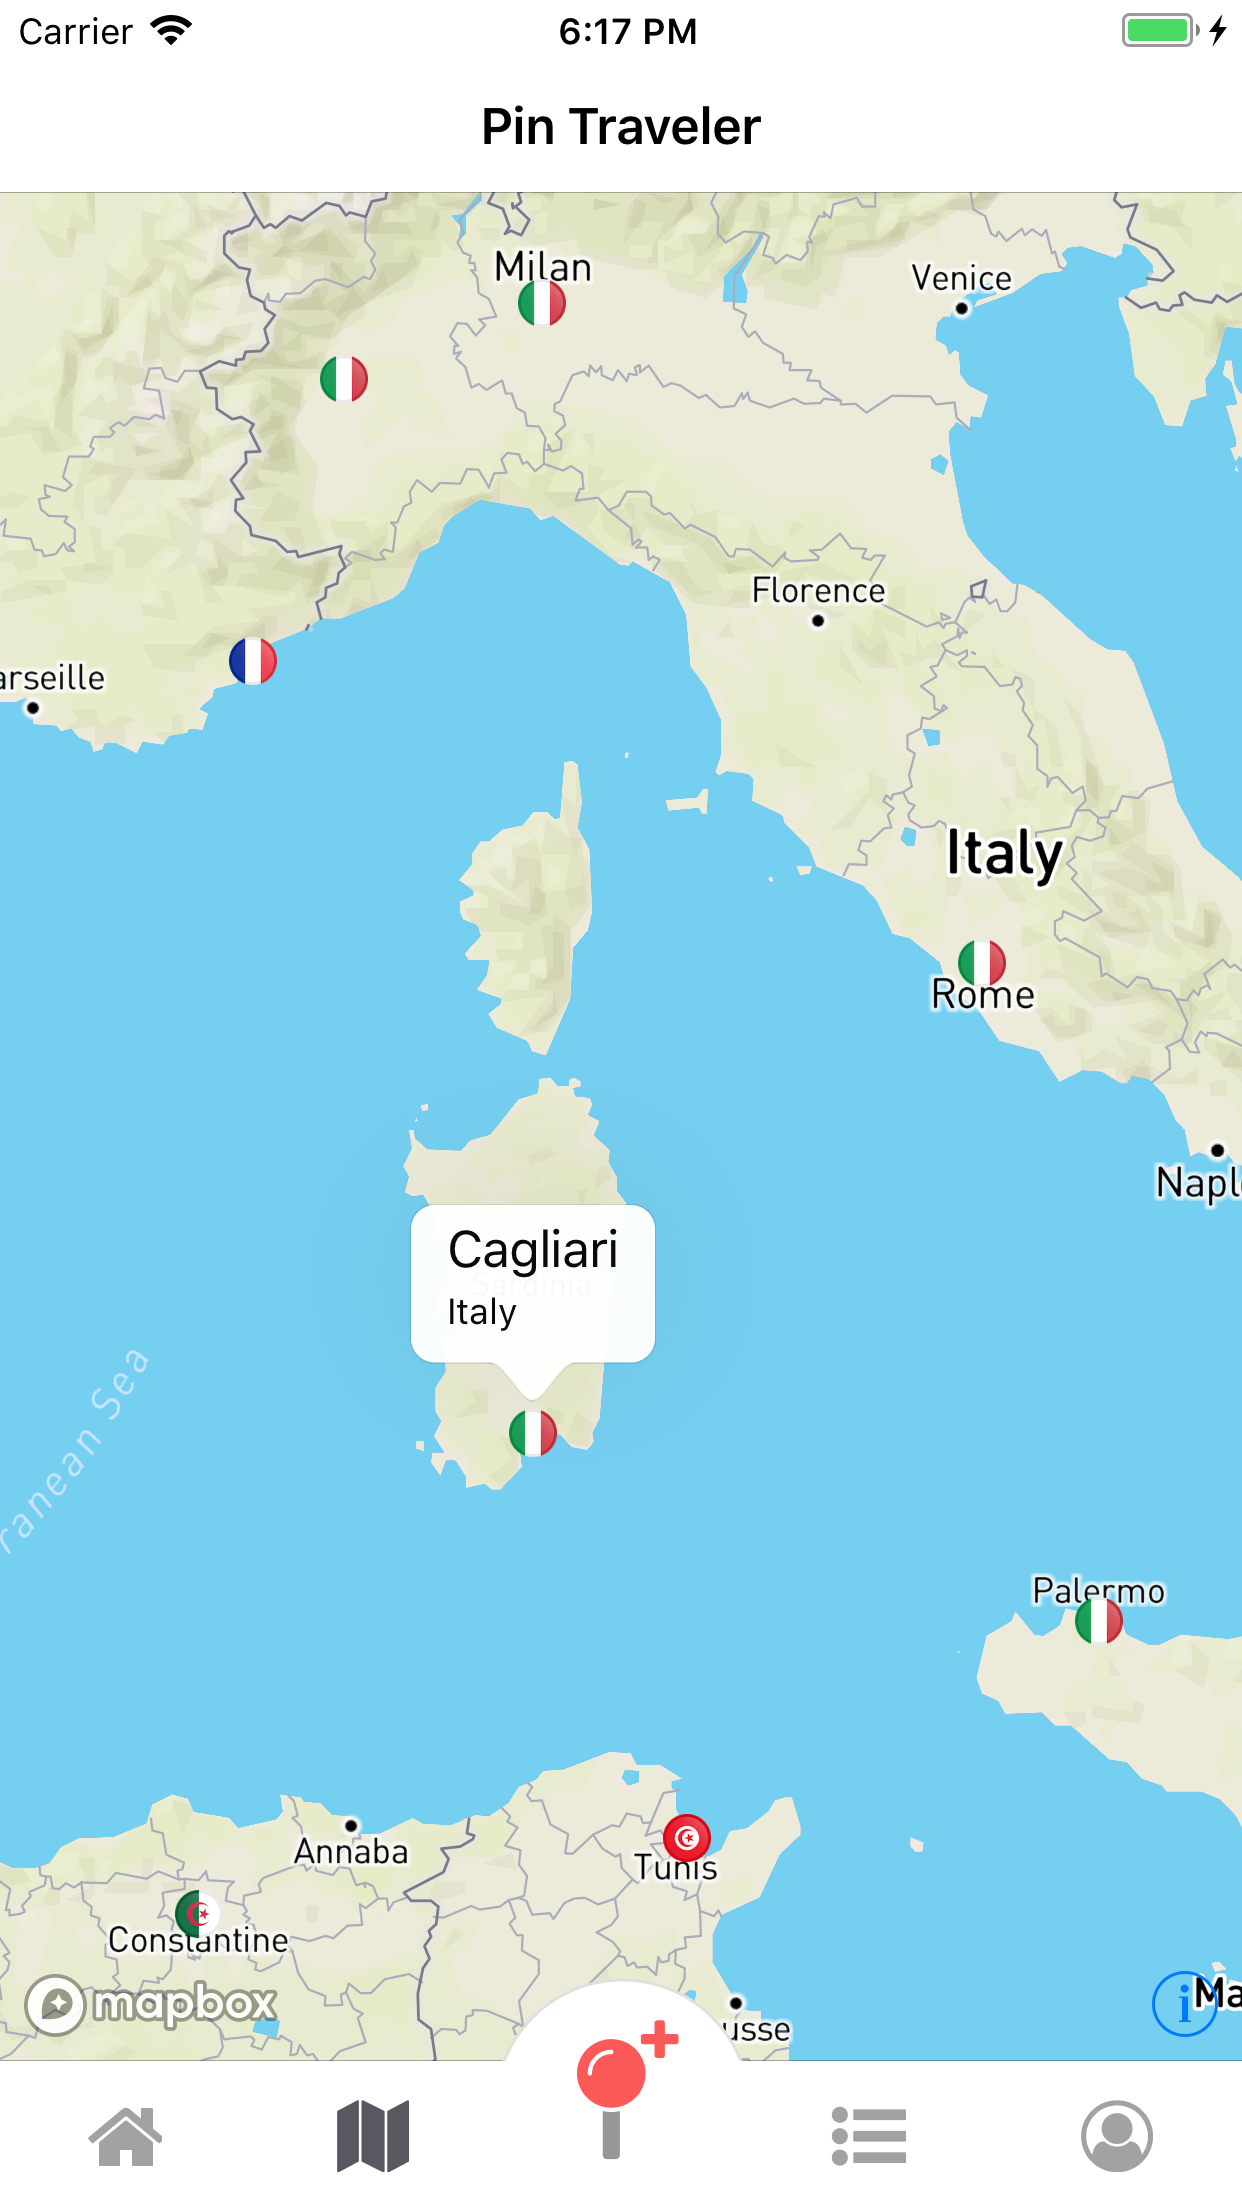 Carrier
6:17 PM
Pin Traveler
Milan
Venice
Florence
arseille
Italy
Rome
Napl
Cagliari
Sardinia
Italy
ranean Sea
Palermo
Annaba
Tunis
Constantine
mapbox
i
Ma
usse